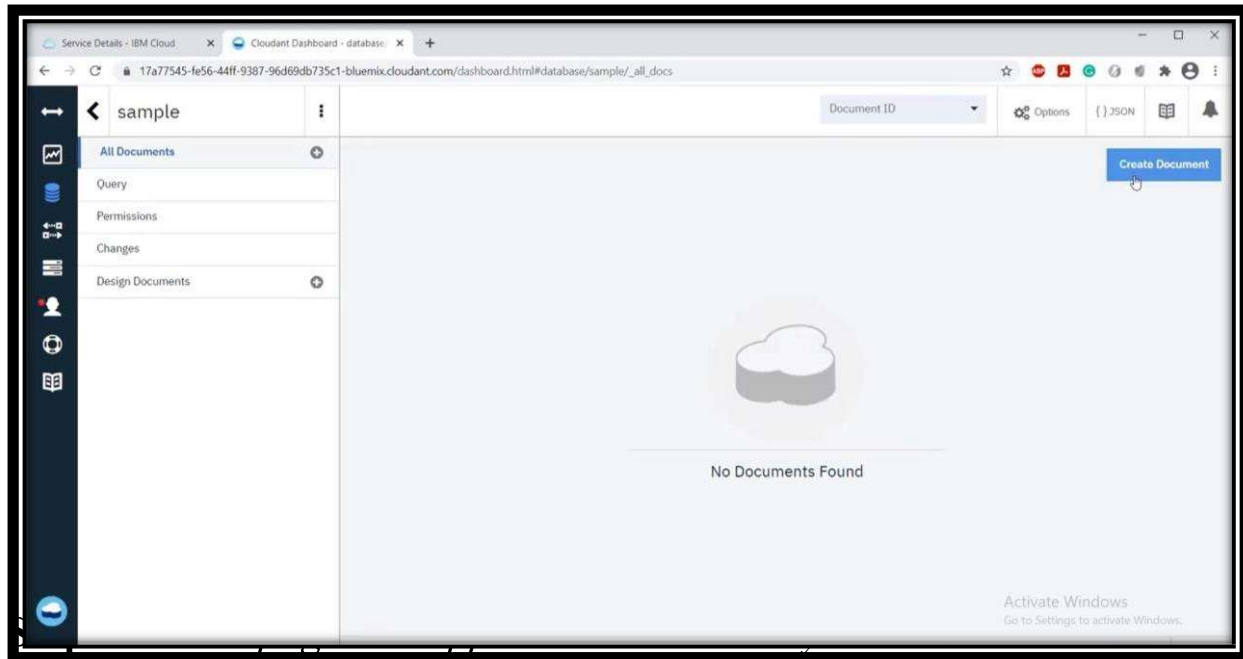 Service Details - IBM Cloud
Cloudant Dashboard - database
17a77545-fe56-44ff-9387-96d69db735c1-bluemix.cloudant.com/dashboard.html#database/sample/_all_docs
ABP
sample
Document ID
Options
{ } JSON
All Documents
Create Document
Query
Permissions
Changes
Design Documents
No Documents Found
Activate Windows
Go to Settings to activate Windows.